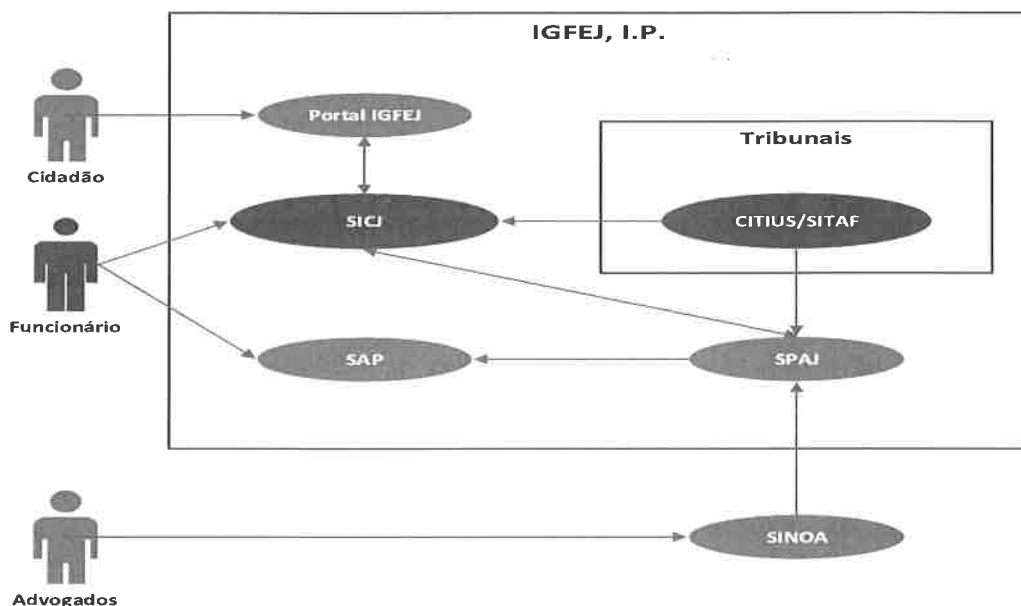 IGFEJ, I.P.
Portal IGFEJ
Tribunais
Cidadão
SICJ
CITIUS/SITAF
Funcionário
SAP
SPAJ
SINOA
Advogados